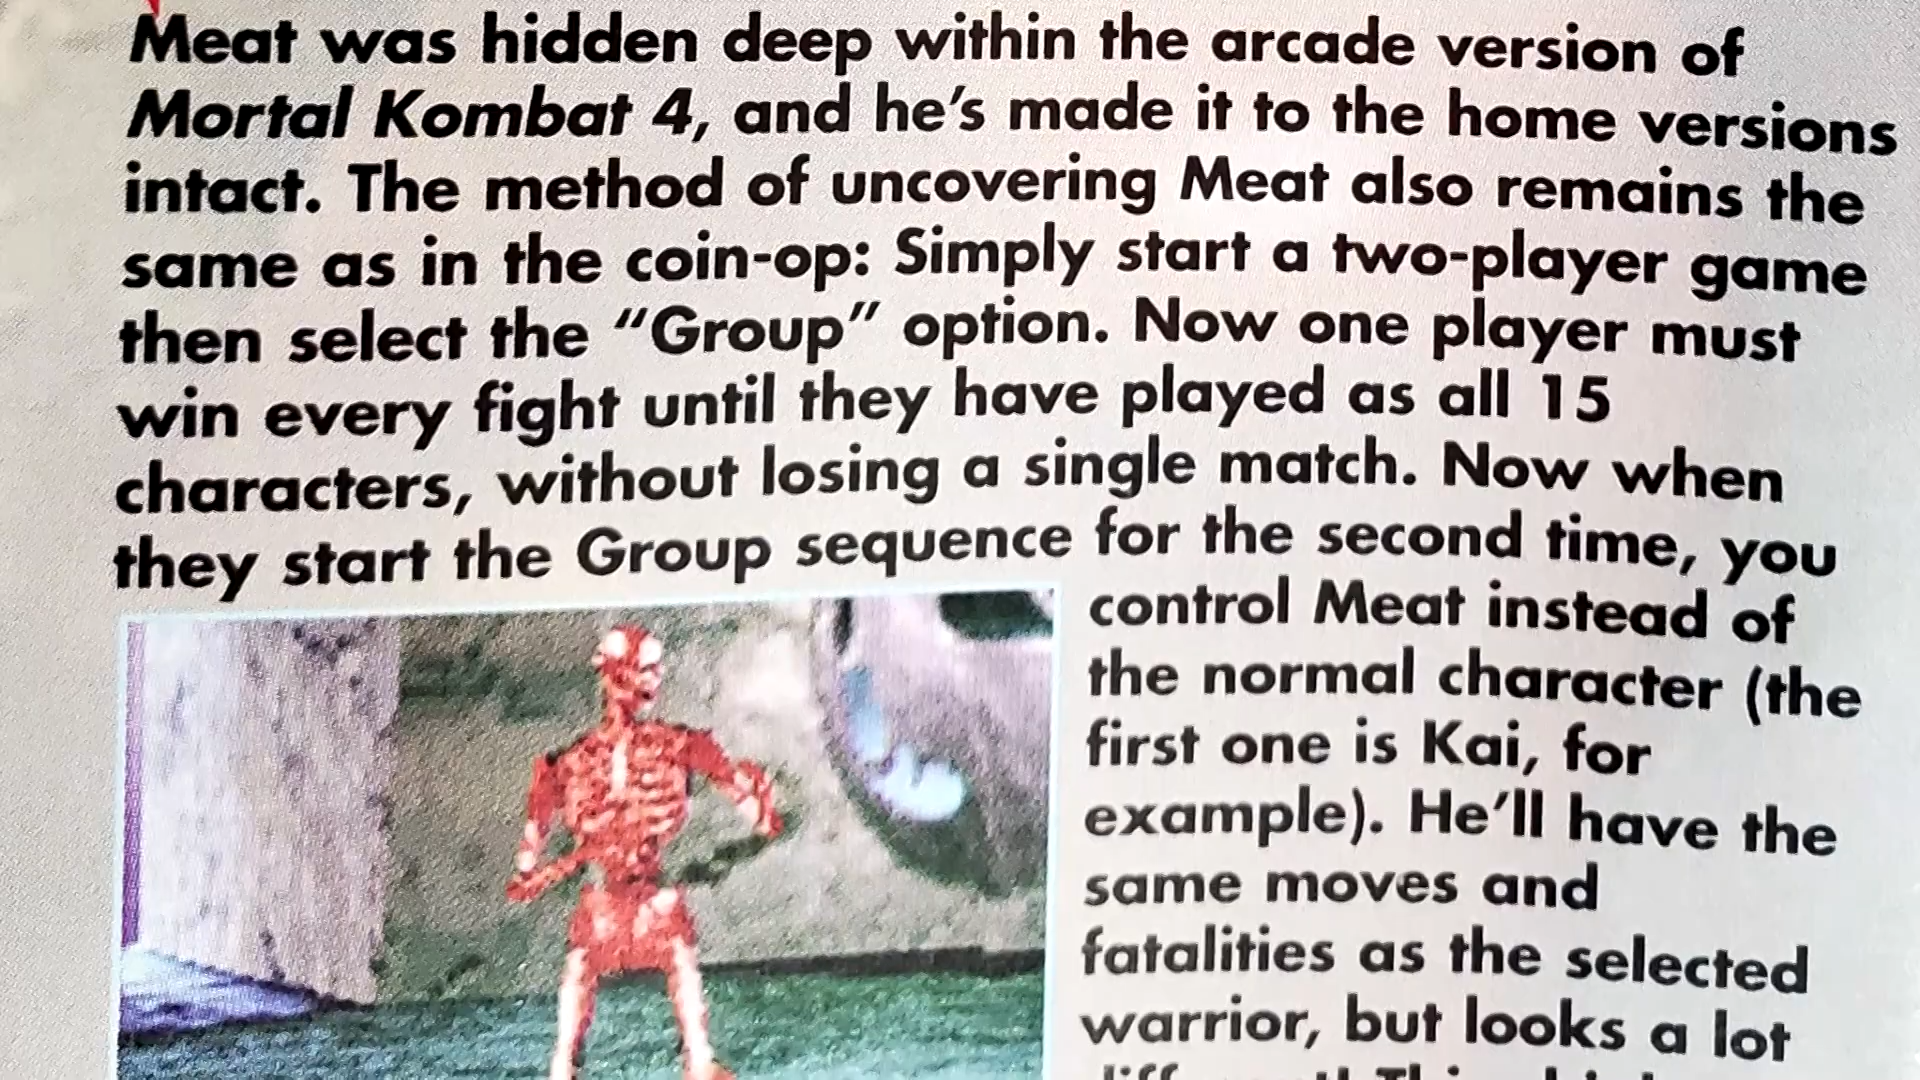 Meat was hidden deep within the arcade version of
Mortal Kombat 4, and he's made it to the home versions
intact. The method of uncovering Meat also remains the
same as in the coin-op: Simply start a two-player game
then select the "Group" option. Now one player must
win every fight until they have played as all 15
characters, without losing a single match. Now when
they start the Group sequence for the second time, you
control Meat instead of
the normal character (the
first one is Kai, for
example). He'll have the
same moves and
fatalities as the selected
warrior, but looks a lot